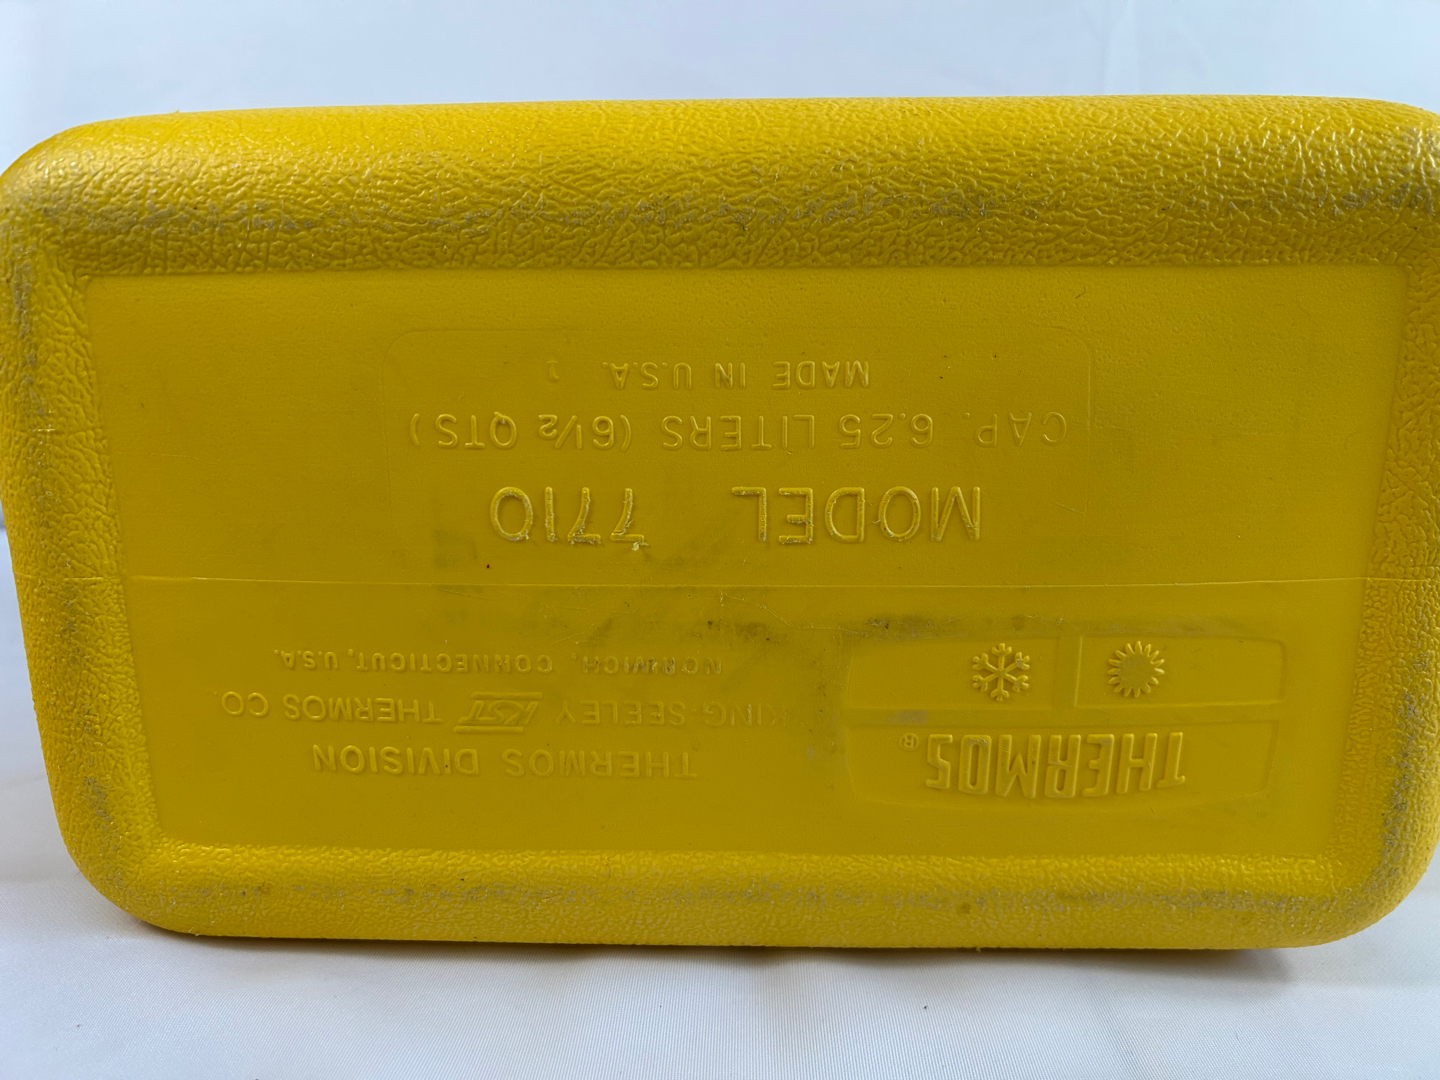 THERMOS®
THERMOS DIVISION
KING-SEELEY KST THERMOS CO.
NORWICH, CONNECTICUT, U.S.A.
MODEL 7710
CAP. 6.25 LITERS (6½ QTS)
MADE IN U.S.A.